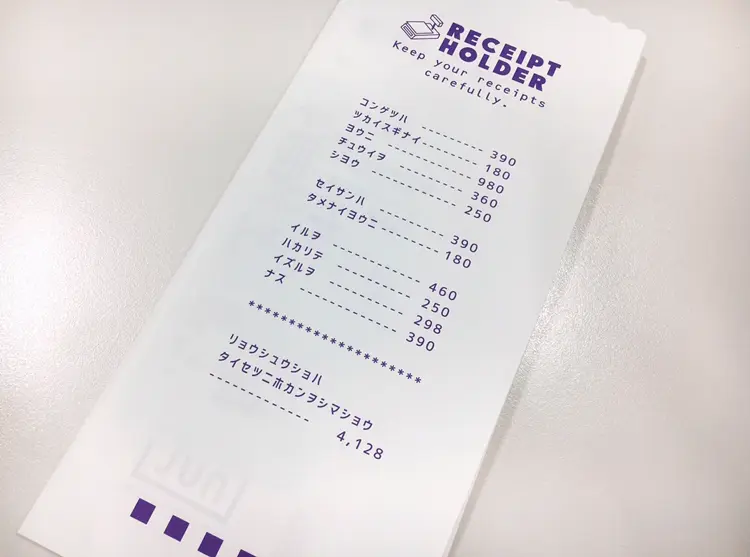 RECEIPT
HOLDER
Keep your receipts
carefully.
コンゲツハ --------- 390
ツカイスギナイ -------- 180
ヨウニ ------------- 980
チュウイヲ --------- 360
シヨウ ------------- 250
セイサンハ ------------- 390
タメナイヨウニ --------- 180
イルヲ ------------- 460
ハカリテ ----------- 250
イズルヲ ----------- 298
ナス --------------- 390
**********************
リョウシュウショハ
タイセツニホカンヲシマショウ
--------------- 4,128